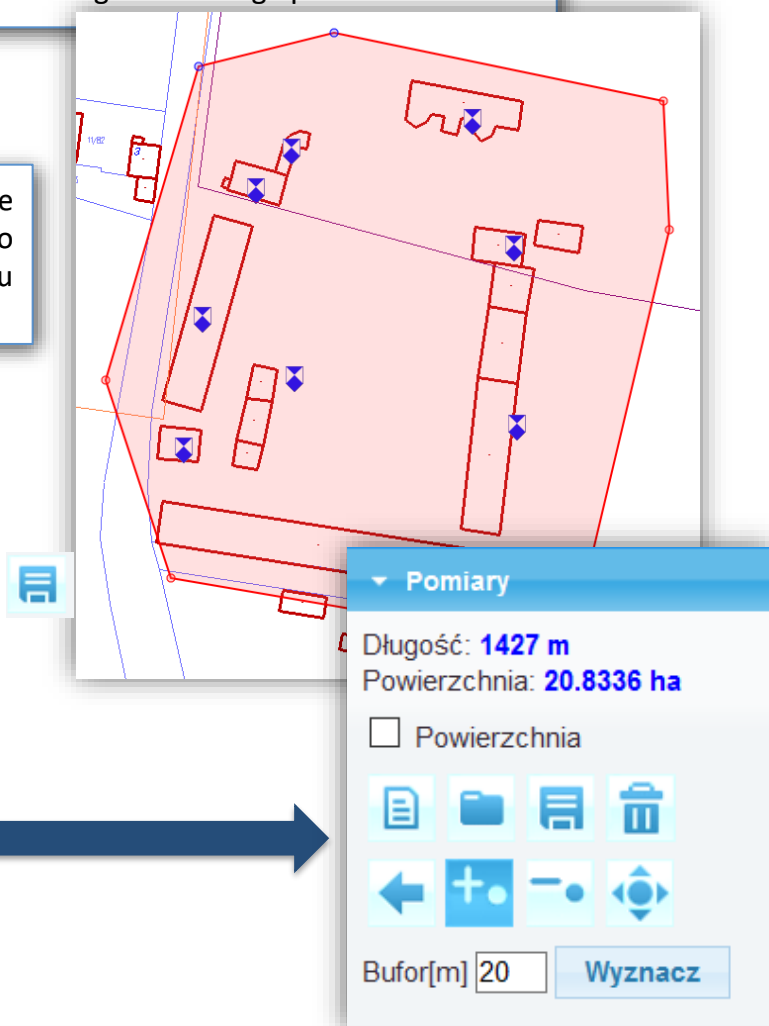 11/82
3
e
o
u
Pomiary
Długość: 1427 m
Powierzchnia: 20.8336 ha
Powierzchnia
Bufor[m] 20 Wyznacz